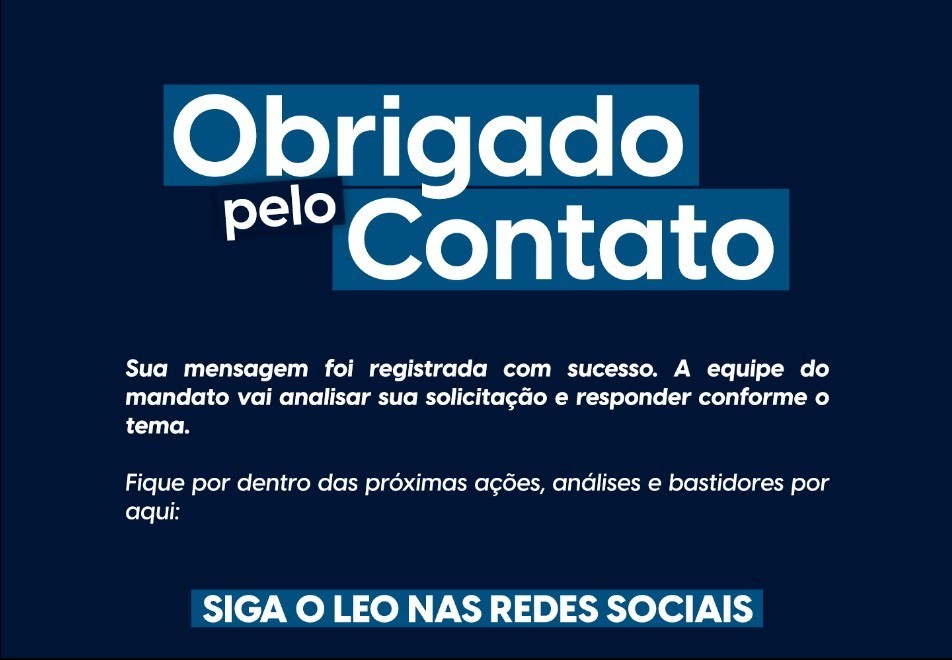 Obrigado
pelo
Contato
Sua mensagem foi registrada com sucesso. A equipe do
mandato vai analisar sua solicitação e responder conforme o
tema.
Fique por dentro das próximas ações, análises e bastidores por
aqui:
SIGA O LEO NAS REDES SOCIAIS